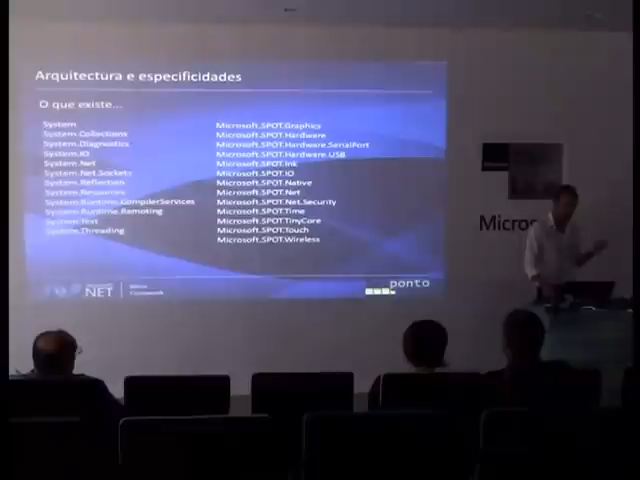 Arquitectura e especificidades
O que existe...
System
System.Collections
System.Diagnostics
System.IO
System.Net
System.Net.Sockets
System.Reflection
System.Resources
System.Runtime.CompilerServices
System.Runtime.Remoting
System.Text
System.Threading
Microsoft.SPOT.Graphics
Microsoft.SPOT.Hardware
Microsoft.SPOT.Hardware.SerialPort
Microsoft.SPOT.Hardware.USB
Microsoft.SPOT.Ink
Microsoft.SPOT.IO
Microsoft.SPOT.Native
Microsoft.SPOT.Net
Microsoft.SPOT.Net.Security
Microsoft.SPOT.Time
Microsoft.SPOT.TinyCore
Microsoft.SPOT.Touch
Microsoft.SPOT.Wireless
NET
ponto
Micros